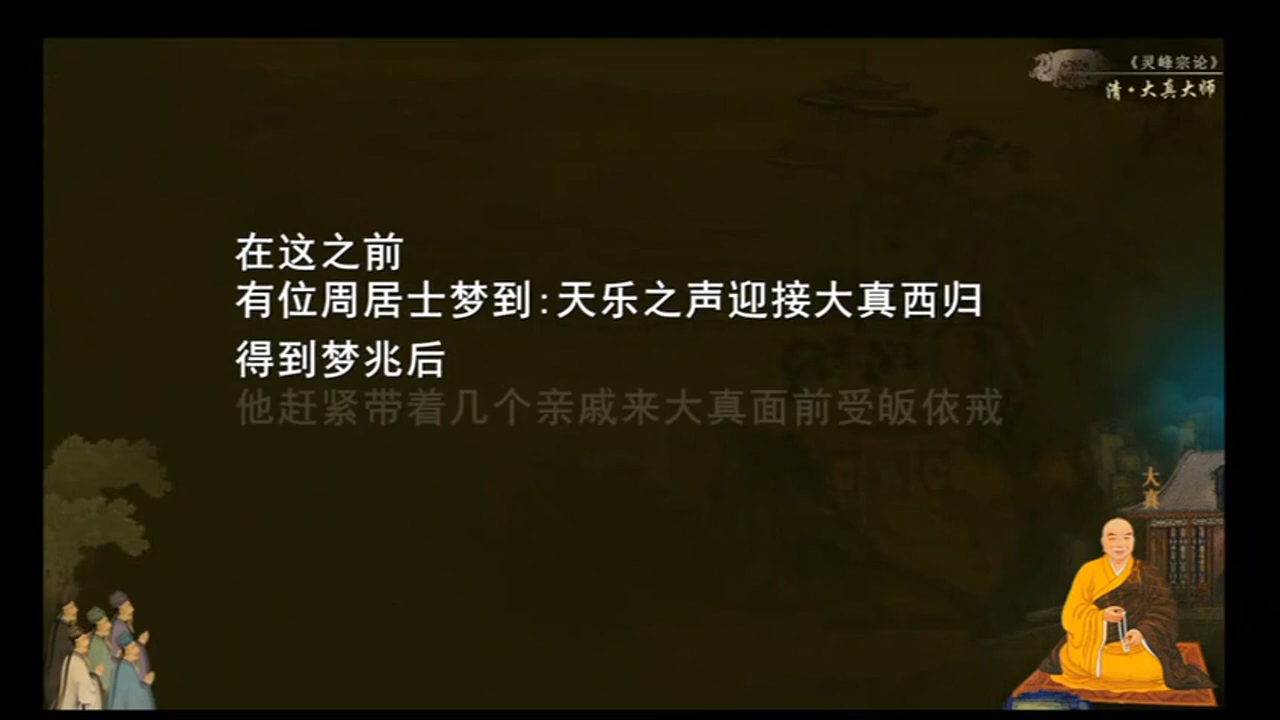 《灵峰宗论》
清·大真大师
在这之前
有位周居士梦到:天乐之声迎接大真西归
得到梦兆后
他赶紧带着几个亲戚来大真面前受皈依戒
大真